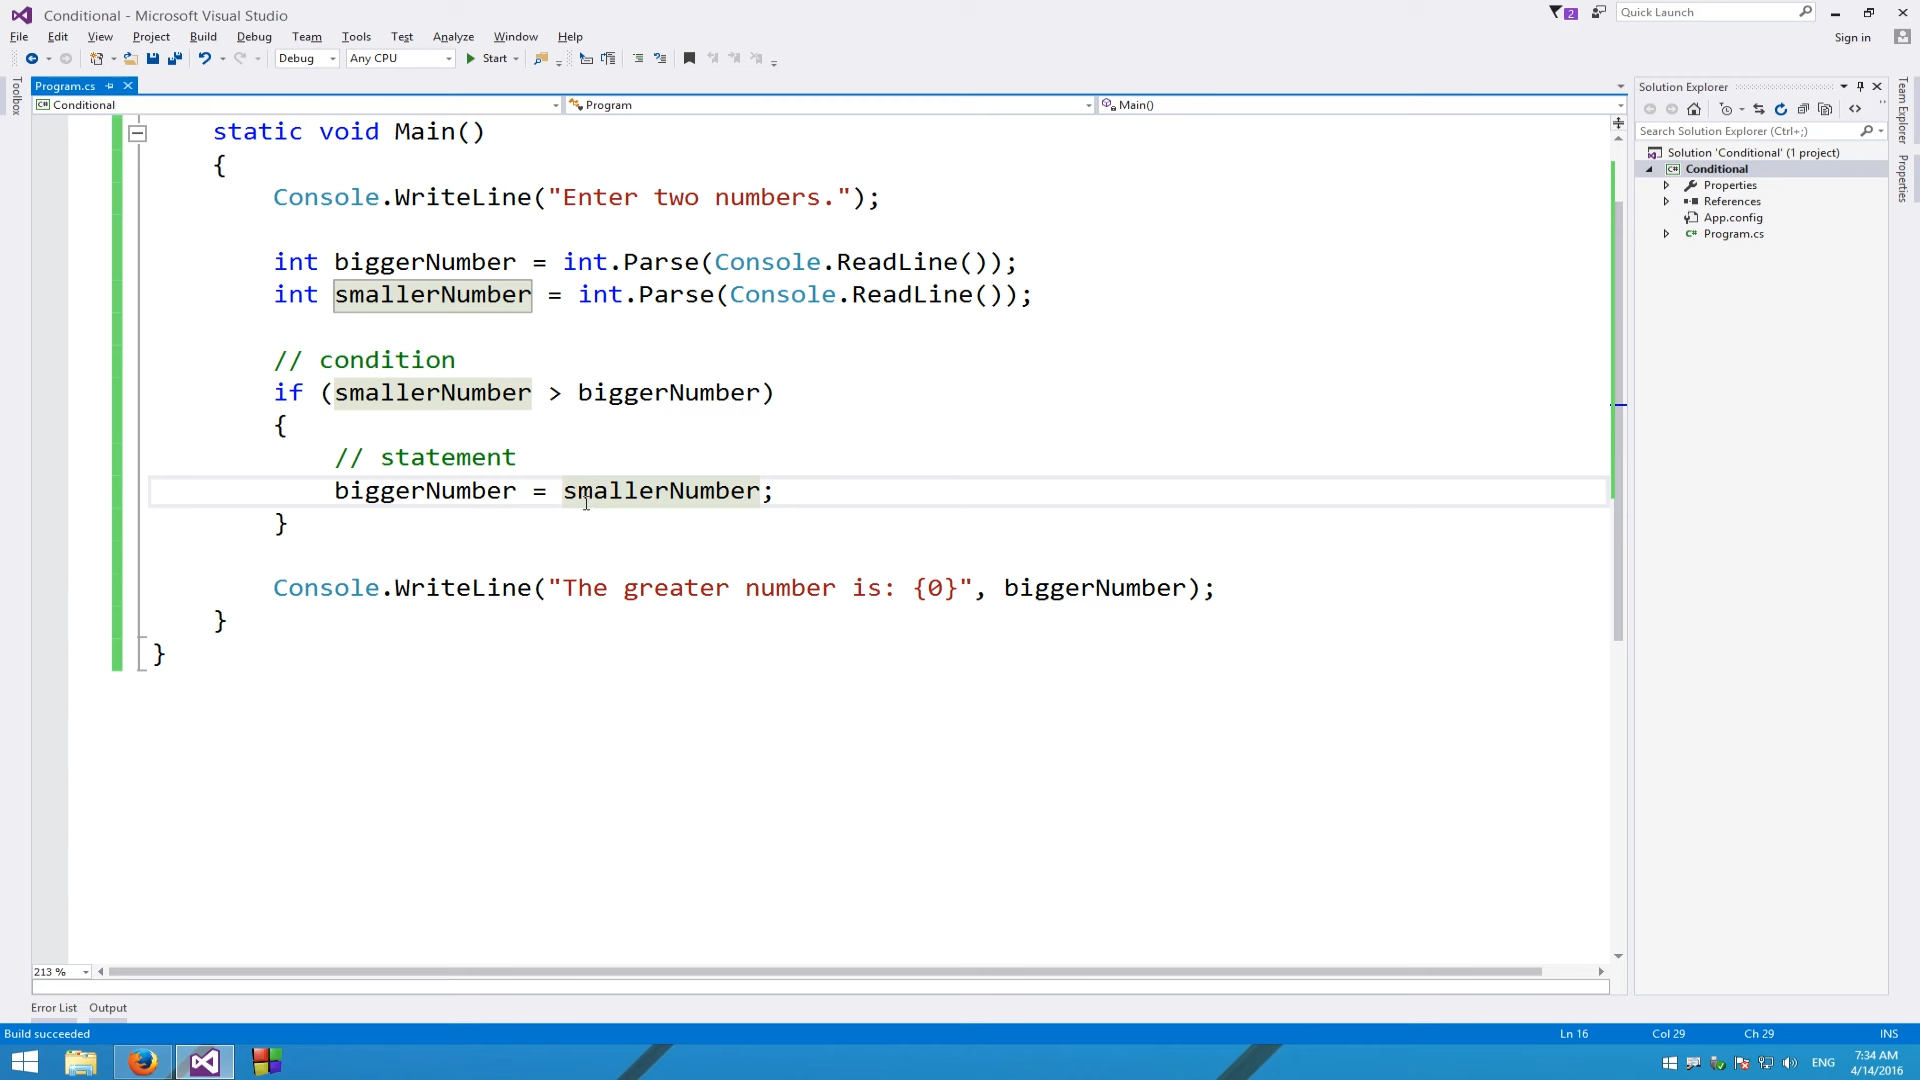 Conditional - Microsoft Visual Studio
2
Quick Launch
File Edit View Project Build Debug Team Tools Test Analyze Window Help
Sign in
Debug Any CPU Start
Toolbox
Program.cs
Conditional Program Main()
static void Main()
{
Console.WriteLine("Enter two numbers.");
int biggerNumber = int.Parse(Console.ReadLine());
int smallerNumber = int.Parse(Console.ReadLine());
// condition
if (smallerNumber > biggerNumber)
{
// statement
biggerNumber = smallerNumber;
}
Console.WriteLine("The greater number is: {0}", biggerNumber);
}
}
213 %
Solution Explorer
Search Solution Explorer (Ctrl+;)
Solution 'Conditional' (1 project)
C# Conditional
Properties
References
App.config
C# Program.cs
Team Explorer
Properties
Error List Output
Build succeeded Ln 16 Col 29 Ch 29 INS
ENG
7:34 AM
4/14/2016